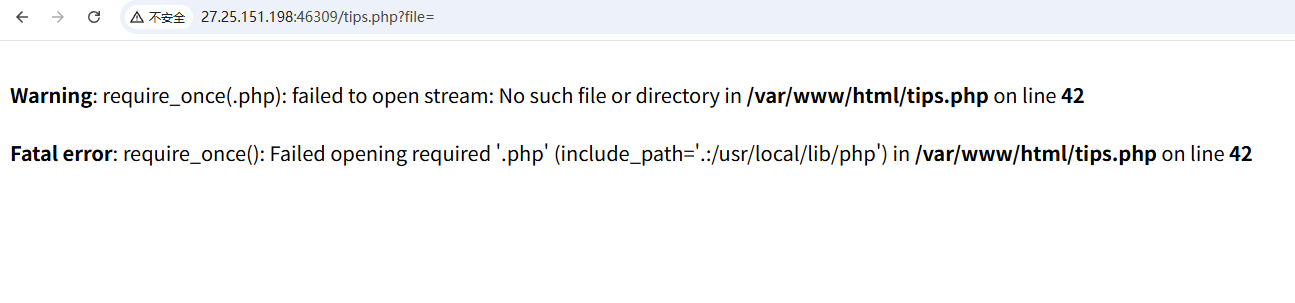 不安全 27.25.151.198:46309/tips.php?file=
Warning: require_once(.php): failed to open stream: No such file or directory in /var/www/html/tips.php on line 42
Fatal error: require_once(): Failed opening required '.php' (include_path='.:/usr/local/lib/php') in /var/www/html/tips.php on line 42